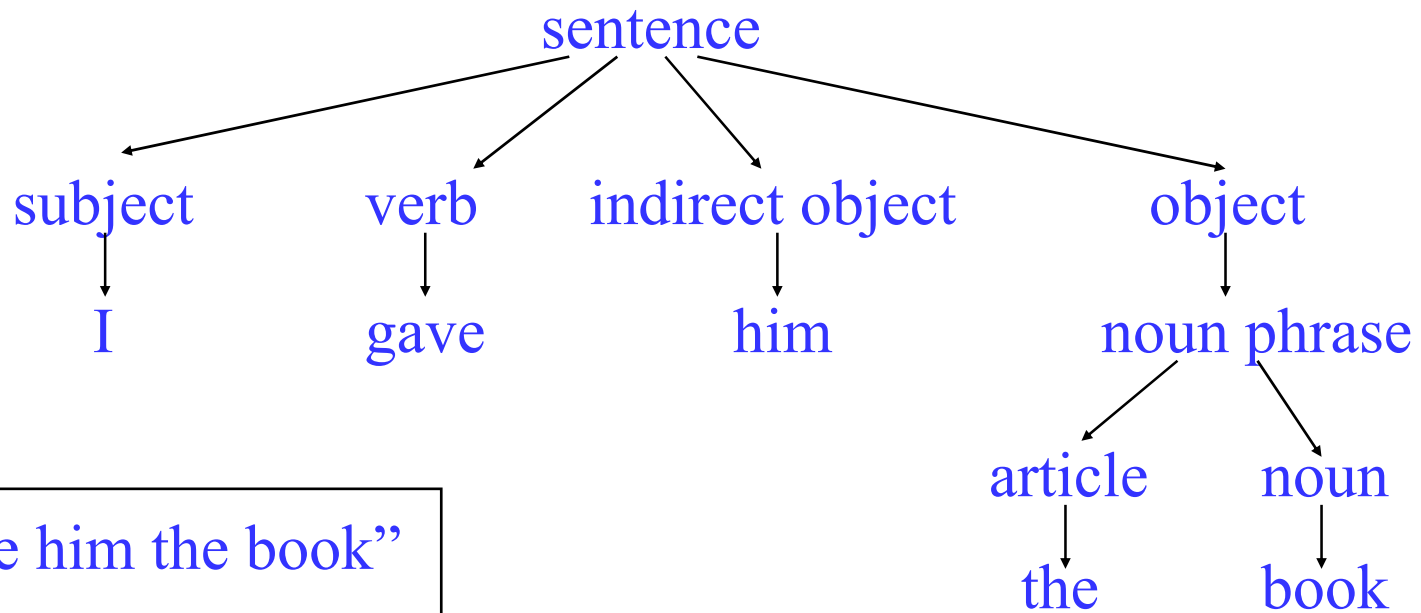 sentence
subject verb indirect object object
I gave him noun phrase
article noun
e him the book”
the book